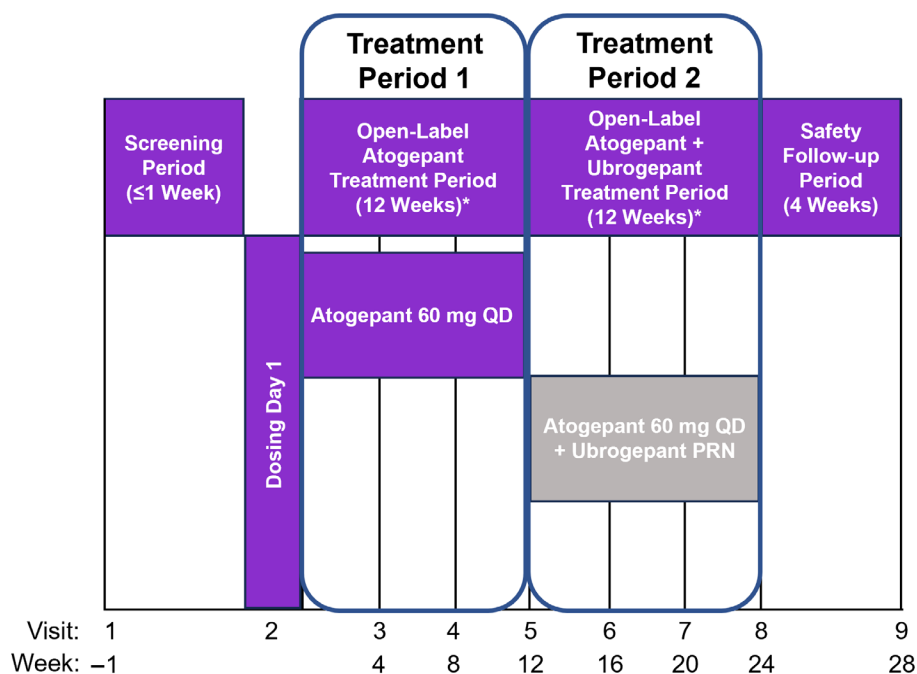 Treatment
Period 1
Treatment
Period 2
Screening
Period
(≤1 Week)
Open-Label
Atogepant
Treatment Period
(12 Weeks)*
Open-Label
Atogepant +
Ubrogepant
Treatment Period
(12 Weeks)*
Safety
Follow-up
Period
(4 Weeks)
Dosing Day 1
Atogepant 60 mg QD
Atogepant 60 mg QD
+ Ubrogepant PRN
Visit: 1 2 3 4 5 6 7 8 9
Week: –1 4 8 12 16 20 24 28